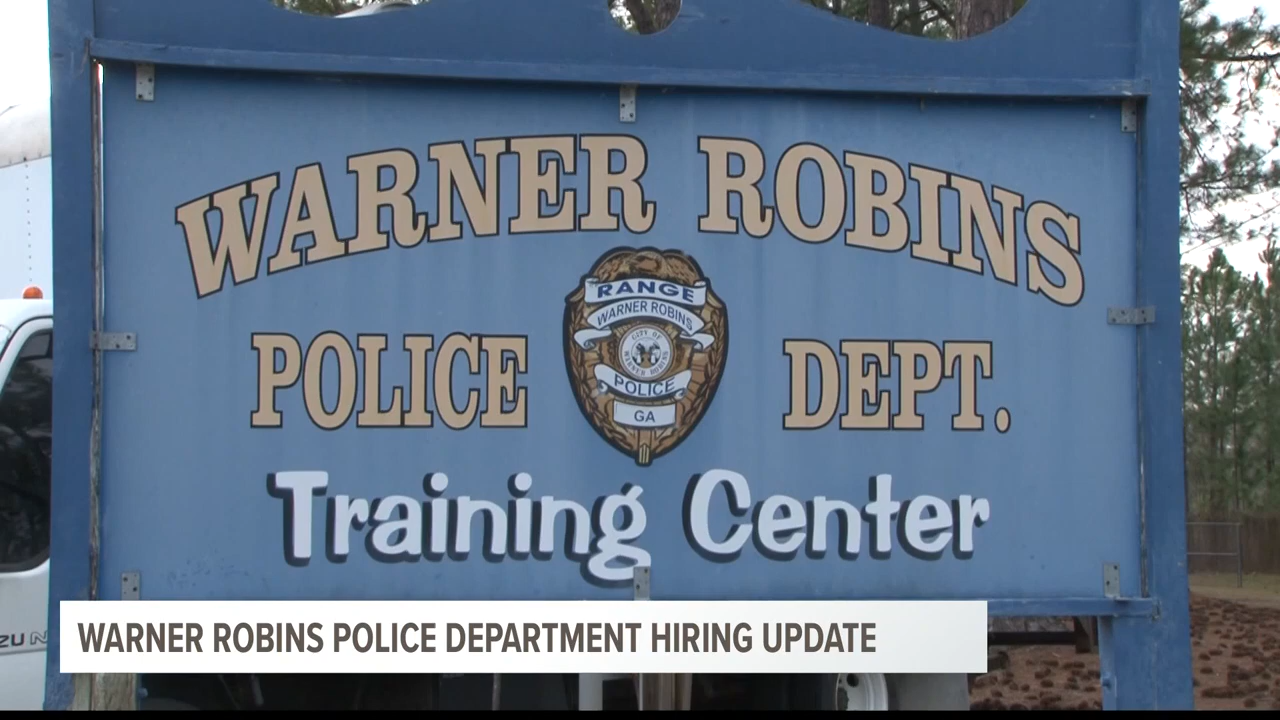 WARNER ROBINS
POLICE DEPT.
RANGE
WARNER ROBINS
CITY OF
WARNER ROBINS
POLICE
GA
Training Center
ZU N
WARNER ROBINS POLICE DEPARTMENT HIRING UPDATE